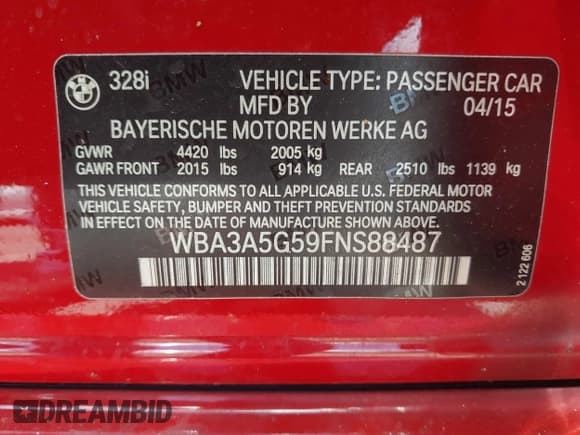 328i VEHICLE TYPE: PASSENGER CAR
MFD BY 04/15
BAYERISCHE MOTOREN WERKE AG
GVWR 4420 lbs 2005 kg
GAWR FRONT 2015 lbs 914 kg REAR 2510 lbs 1139 kg
THIS VEHICLE CONFORMS TO ALL APPLICABLE U.S. FEDERAL MOTOR
VEHICLE SAFETY, BUMPER AND THEFT PREVENTION STANDARDS
IN EFFECT ON THE DATE OF MANUFACTURE SHOWN ABOVE.
WBA3A5G59FNS88487
2 122 606
DREAMBID